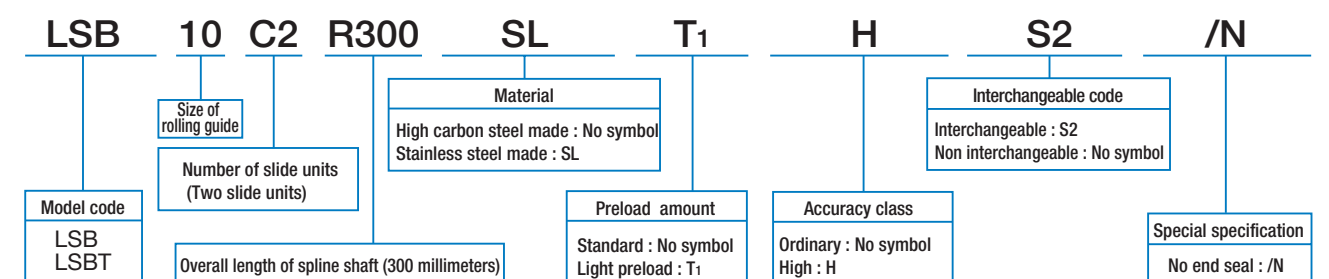 LSB 10 C2 R300 SL T1 H S2 /N
Size of
rolling guide
Number of slide units
(Two slide units)
Model code
LSB
LSBT
Overall length of spline shaft (300 millimeters)
Material
High carbon steel made : No symbol
Stainless steel made : SL
Preload amount
Standard : No symbol
Light preload : T1
Accuracy class
Ordinary : No symbol
High : H
Interchangeable code
Interchangeable : S2
Non interchangeable : No symbol
Special specification
No end seal : /N